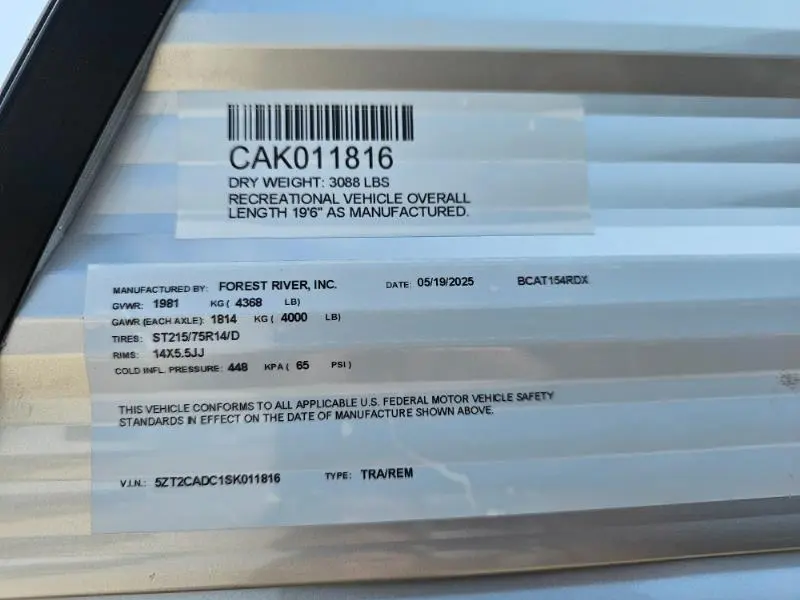 CAK011816
DRY WEIGHT: 3088 LBS
RECREATIONAL VEHICLE OVERALL
LENGTH 19'6" AS MANUFACTURED.
MANUFACTURED BY: FOREST RIVER, INC. DATE: 05/19/2025 BCAT154RDX
GVWR: 1981 KG ( 4368 LB)
GAWR (EACH AXLE): 1814 KG ( 4000 LB)
TIRES: ST215/75R14/D
RIMS: 14X5.5JJ
COLD INFL. PRESSURE: 448 KPA ( 65 PSI )
THIS VEHICLE CONFORMS TO ALL APPLICABLE U.S. FEDERAL MOTOR VEHICLE SAFETY
STANDARDS IN EFFECT ON THE DATE OF MANUFACTURE SHOWN ABOVE.
V.I.N.: 5ZT2CADC1SK011816 TYPE: TRA/REM